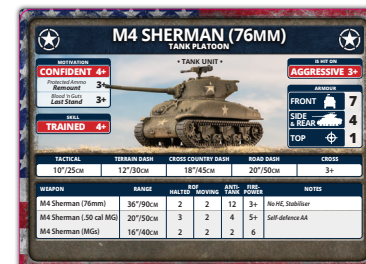 M4 SHERMAN (76MM)
TANK PLATOON
• TANK UNIT •
MOTIVATION
CONFIDENT 4+
Protected Ammo
Remount 3+
Blood 'n Guts
Last Stand 3+
SKILL
TRAINED 4+
IS HIT ON
AGGRESSIVE 3+
ARMOUR
FRONT 7
SIDE & REAR 4
TOP 1
TACTICAL TERRAIN DASH CROSS COUNTRY DASH ROAD DASH CROSS
10"/25CM 12"/30CM 18"/45CM 20"/50CM 3+
WEAPON RANGE ROF HALTED MOVING ANTI-TANK FIRE-POWER NOTES
M4 Sherman (76mm) 36"/90CM 2 2 12 3+ No HE, Stabiliser
M4 Sherman (.50 cal MG) 20"/50CM 3 2 4 5+ Self-defence AA
M4 Sherman (MGs) 16"/40CM 2 2 2 6